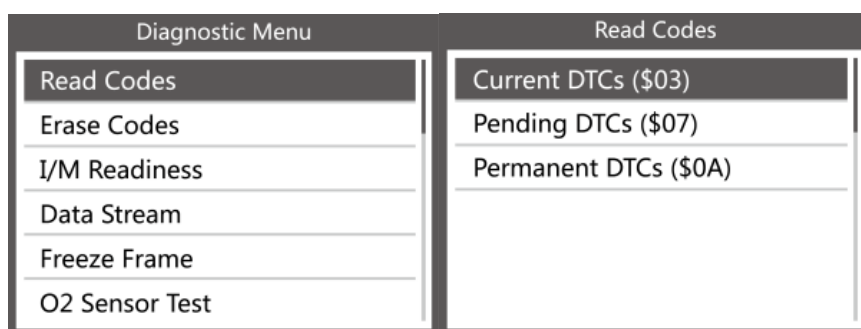 Diagnostic Menu
Read Codes
Erase Codes
I/M Readiness
Data Stream
Freeze Frame
O2 Sensor Test
Read Codes
Current DTCs ($03)
Pending DTCs ($07)
Permanent DTCs ($0A)